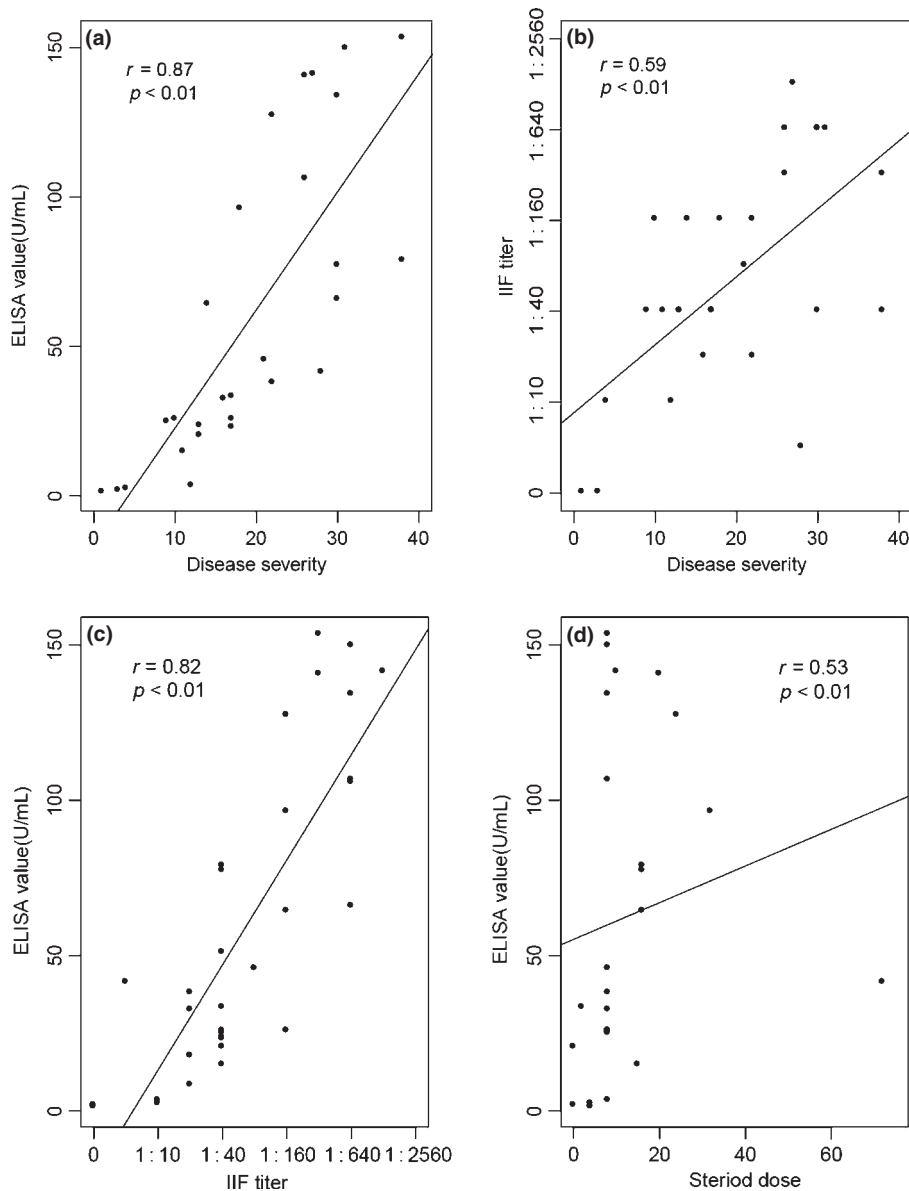 (a)
r = 0.87
p < 0.01
ELISA value(U/mL)
150
100
50
0
0 10 20 30 40
Disease severity
(b)
r = 0.59
p < 0.01
IIF titer
1 : 2560
1 : 640
1 : 160
1 : 40
1 : 10
0
0 10 20 30 40
Disease severity
(c)
r = 0.82
p < 0.01
ELISA value(U/mL)
150
100
50
0
0 1 : 10 1 : 40 1 : 160 1 : 640 1 : 2560
IIF titer
(d)
r = 0.53
p < 0.01
ELISA value(U/mL)
150
100
50
0
0 20 40 60
Steriod dose